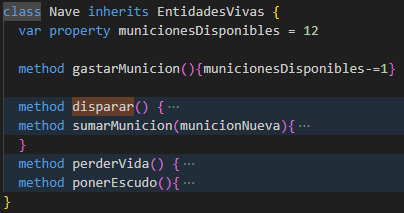 class Nave inherits EntidadesVivas {
  var property municionesDisponibles = 12
  method gastarMunicion(){municionesDisponibles-=1}
  method disparar() { ⋯
  method sumarMunicion(municionNueva){ ⋯
  }
  method perderVida() { ⋯
  method ponerEscudo(){ ⋯
}